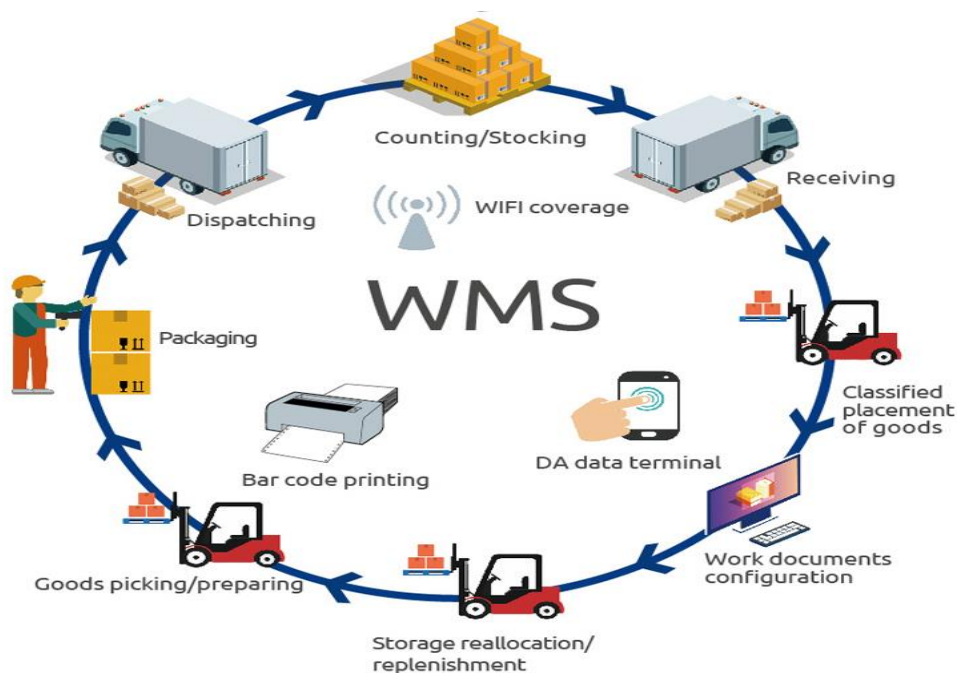 Counting/Stocking
Receiving
Dispatching
WIFI coverage
WMS
Packaging
Classified
placement
of goods
DA data terminal
Bar code printing
Work documents
configuration
Goods picking/preparing
Storage reallocation/
replenishment